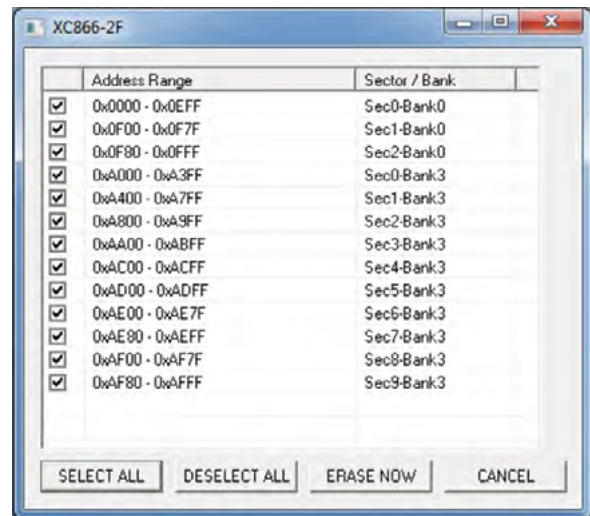 XC866-2F
Address Range Sector / Bank
0x0000 - 0x0EFF Sec0-Bank0
0x0F00 - 0x0F7F Sec1-Bank0
0x0F80 - 0x0FFF Sec2-Bank0
0xA000 - 0xA3FF Sec0-Bank3
0xA400 - 0xA7FF Sec1-Bank3
0xA800 - 0xA9FF Sec2-Bank3
0xAA00 - 0xABFF Sec3-Bank3
0xAC00 - 0xACFF Sec4-Bank3
0xAD00 - 0xADFF Sec5-Bank3
0xAE00 - 0xAE7F Sec6-Bank3
0xAE80 - 0xAEFF Sec7-Bank3
0xAF00 - 0xAF7F Sec8-Bank3
0xAF80 - 0xAFFF Sec9-Bank3
SELECT ALL DESELECT ALL ERASE NOW CANCEL